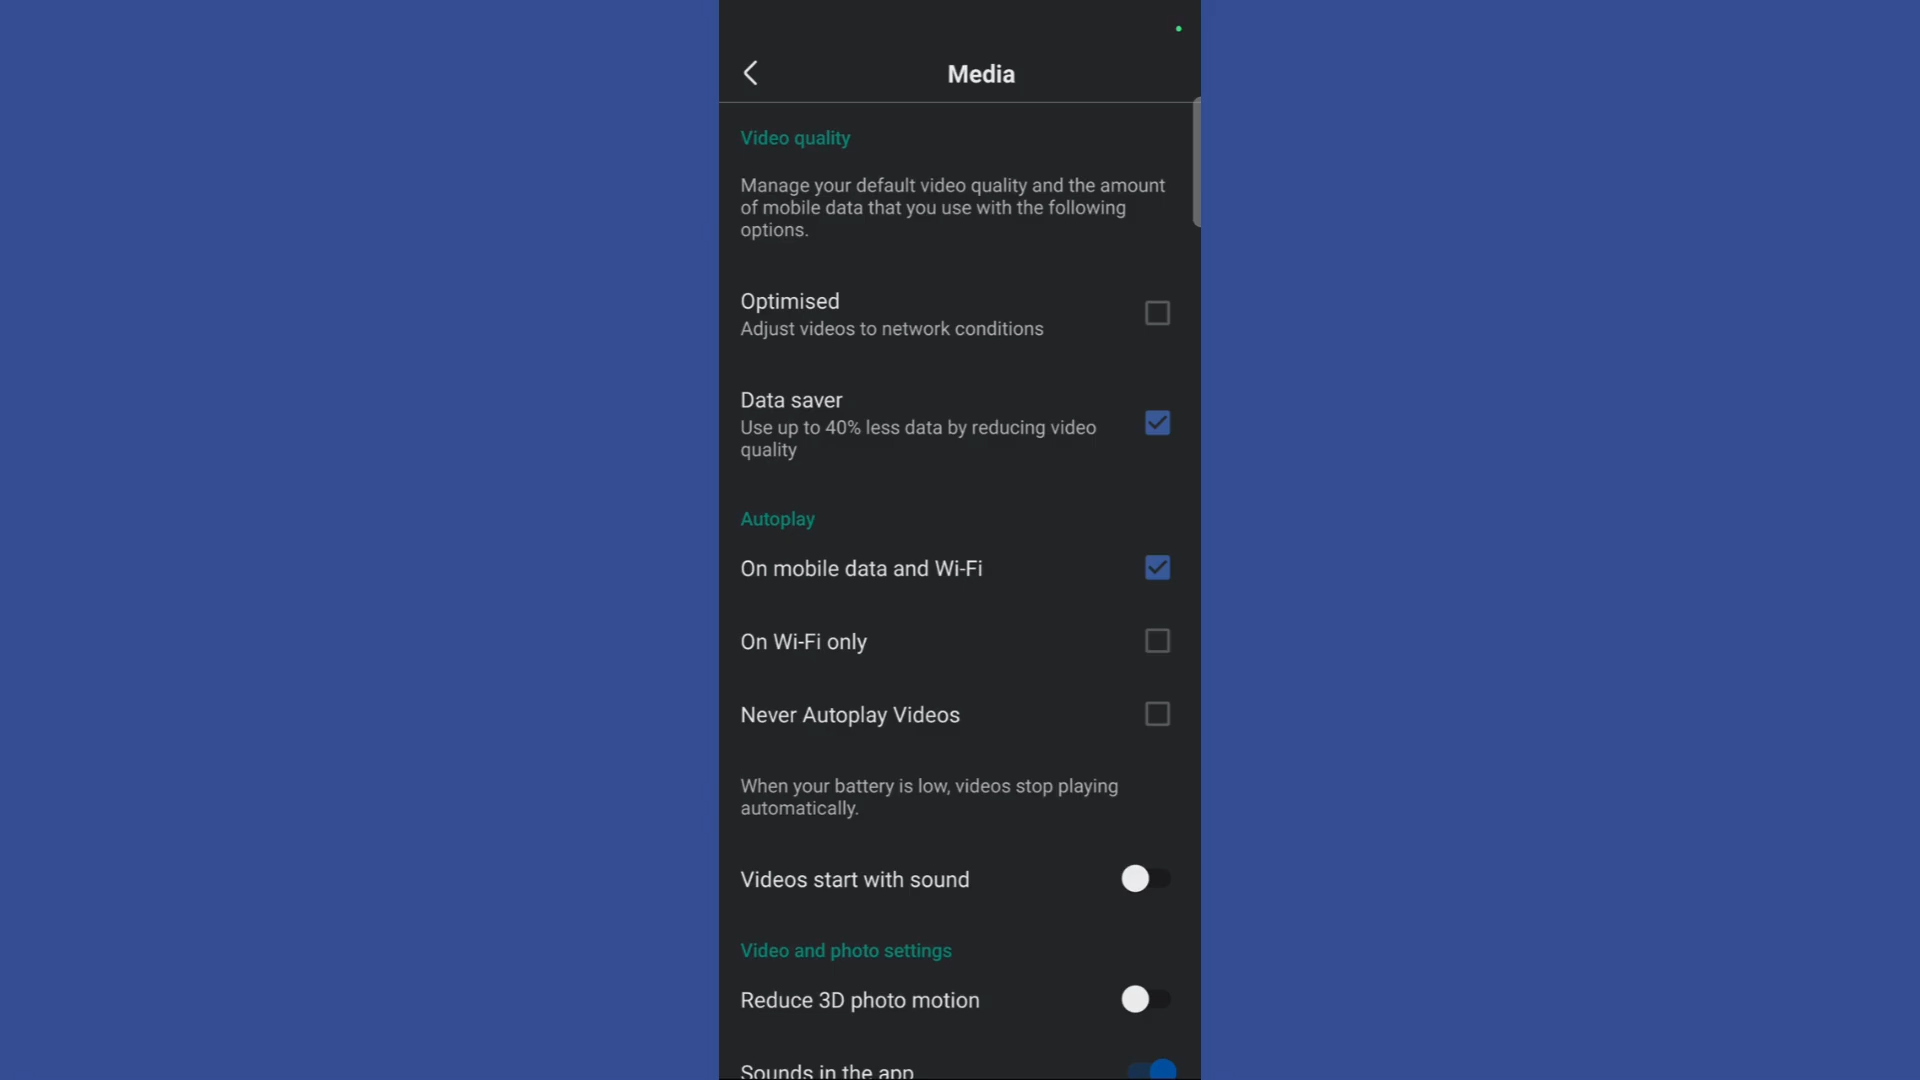 Media
Video quality
Manage your default video quality and the amount
of mobile data that you use with the following
options.
Optimised
Adjust videos to network conditions
Data saver
Use up to 40% less data by reducing video
quality
Autoplay
On mobile data and Wi-Fi
On Wi-Fi only
Never Autoplay Videos
When your battery is low, videos stop playing
automatically.
Videos start with sound
Video and photo settings
Reduce 3D photo motion
Sounds in the app